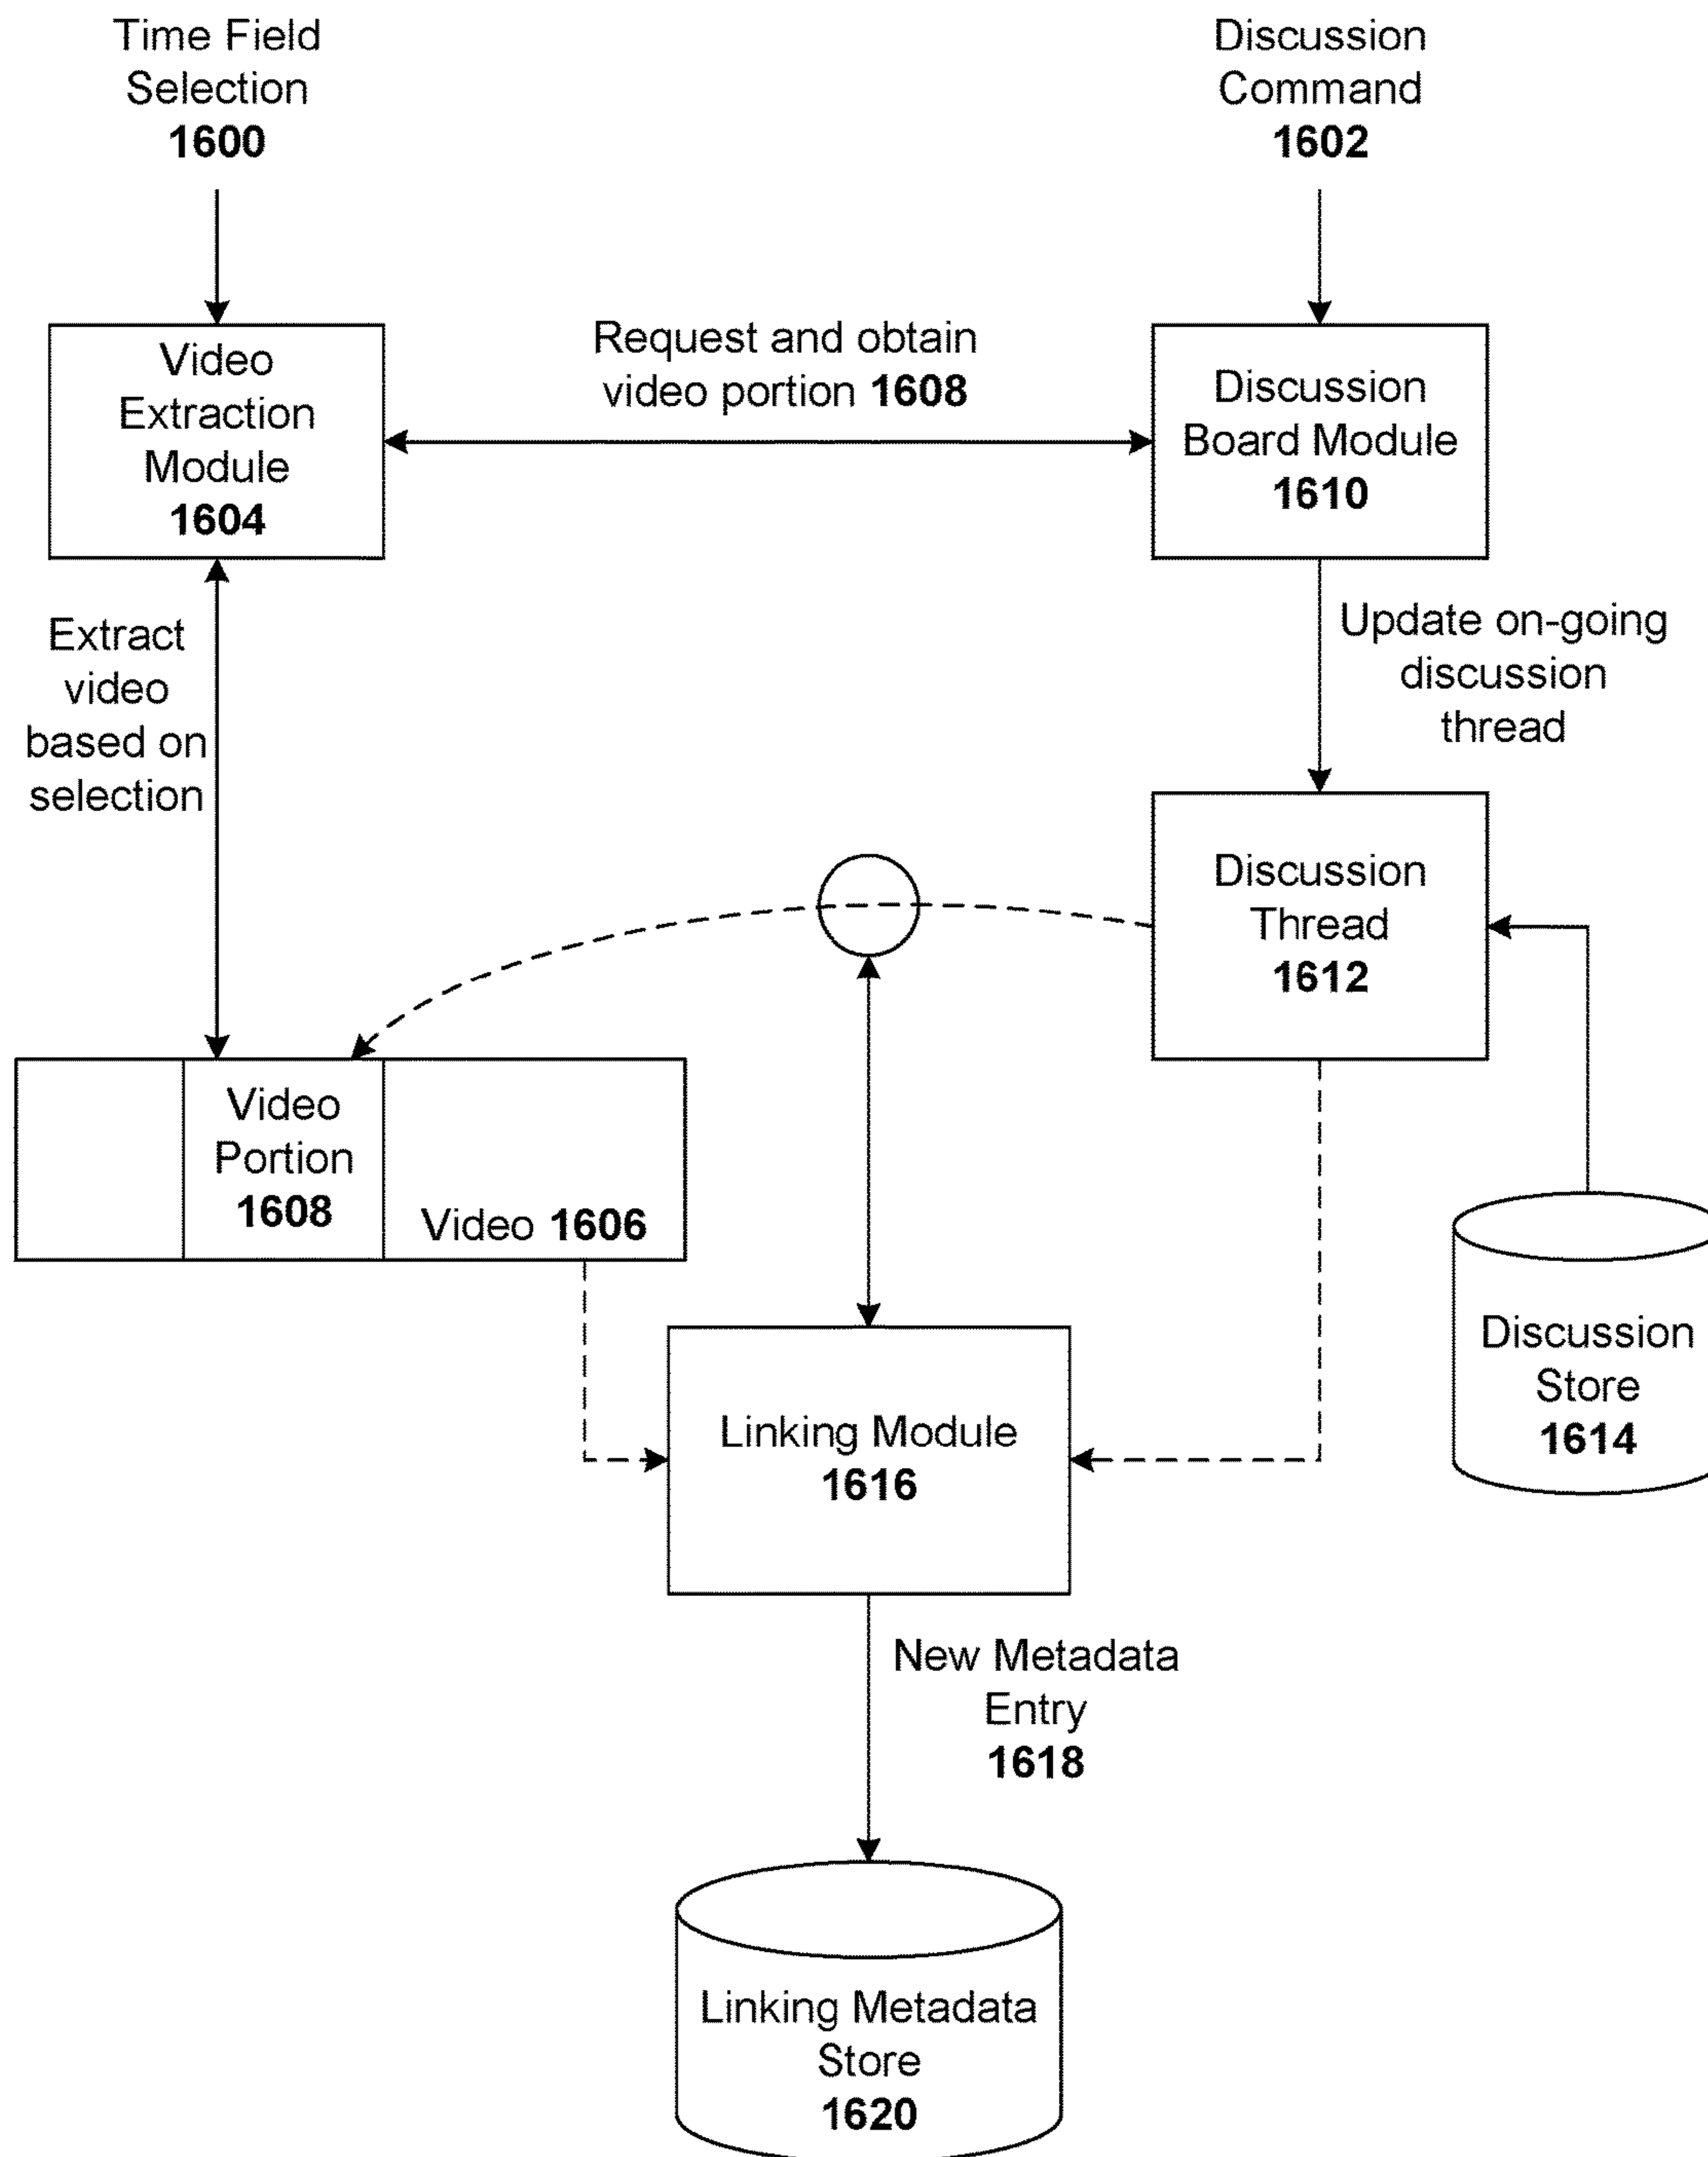 Time Field
Selection
1600
Discussion
Command
1602
Video
Extraction
Module
1604
Request and obtain
video portion 1608
Discussion
Board Module
1610
Extract
video
based on
selection
Update on-going
discussion
thread
Discussion
Thread
1612
Video
Portion
1608
Video 1606
Discussion
Store
1614
Linking Module
1616
New Metadata
Entry
1618
Linking Metadata
Store
1620